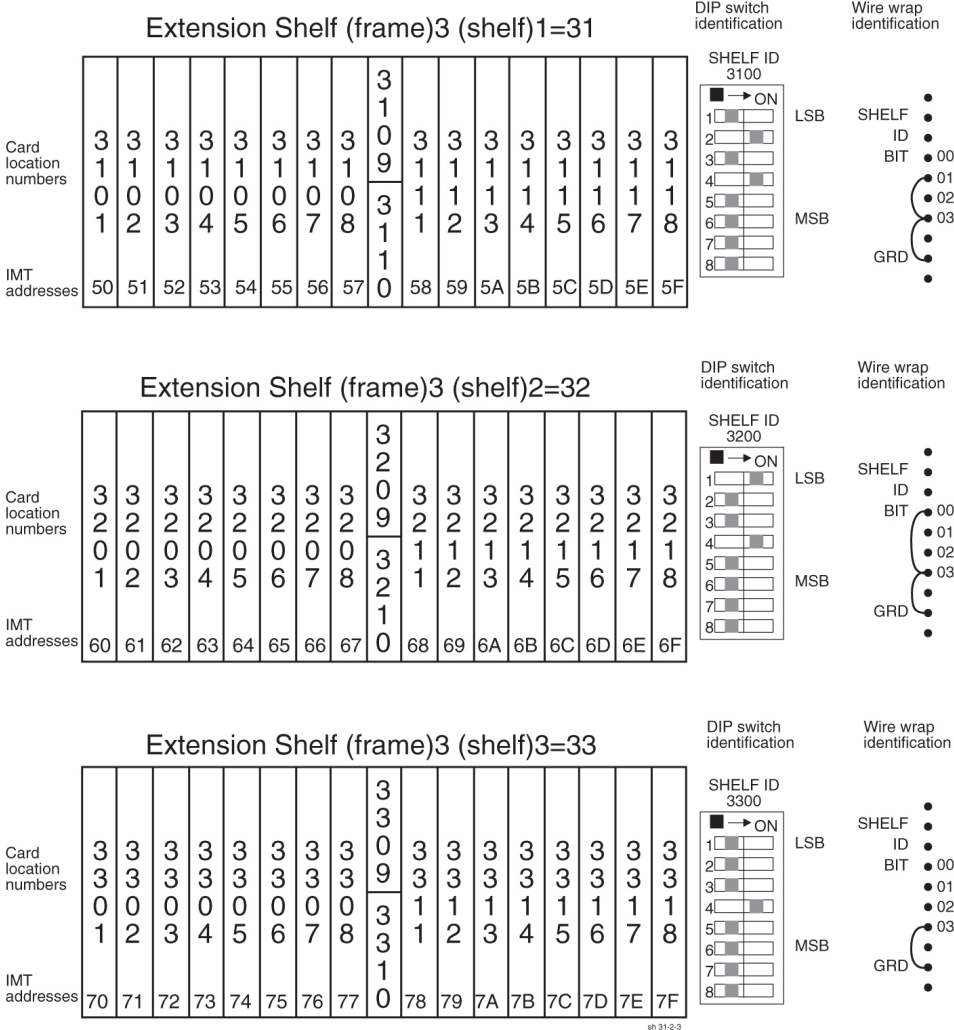 Extension Shelf (frame)3 (shelf)1=31
DIP switch
identification
Wire wrap
identification
SHELF ID
3100
→ ON
1
2
3
4
5
6
7
8
LSB
MSB
SHELF
ID
BIT
00
01
02
03
GRD
Card
location
numbers
3101 3102 3103 3104 3105 3106 3107 3108 3109 3110 3111 3112 3113 3114 3115 3116 3117 3118
IMT
addresses
50 51 52 53 54 55 56 57 58 59 5A 5B 5C 5D 5E 5F
Extension Shelf (frame)3 (shelf)2=32
DIP switch
identification
Wire wrap
identification
SHELF ID
3200
→ ON
1
2
3
4
5
6
7
8
LSB
MSB
SHELF
ID
BIT
00
01
02
03
GRD
Card
location
numbers
3201 3202 3203 3204 3205 3206 3207 3208 3209 3210 3211 3212 3213 3214 3215 3216 3217 3218
IMT
addresses
60 61 62 63 64 65 66 67 68 69 6A 6B 6C 6D 6E 6F
Extension Shelf (frame)3 (shelf)3=33
DIP switch
identification
Wire wrap
identification
SHELF ID
3300
→ ON
1
2
3
4
5
6
7
8
LSB
MSB
SHELF
ID
BIT
00
01
02
03
GRD
Card
location
numbers
3301 3302 3303 3304 3305 3306 3307 3308 3309 3310 3311 3312 3313 3314 3315 3316 3317 3318
IMT
addresses
70 71 72 73 74 75 76 77 78 79 7A 7B 7C 7D 7E 7F
sh 31-2-3